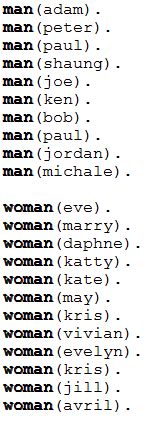 man(adam).
man(peter).
man(paul).
man(shaung).
man(joe).
man(ken).
man(bob).
man(paul).
man(jordan).
man(michale).
woman(eve).
woman(marry).
woman(daphne).
woman(katty).
woman(kate).
woman(may).
woman(kris).
woman(vivian).
woman(evelyn).
woman(kris).
woman(jill).
woman(avril).